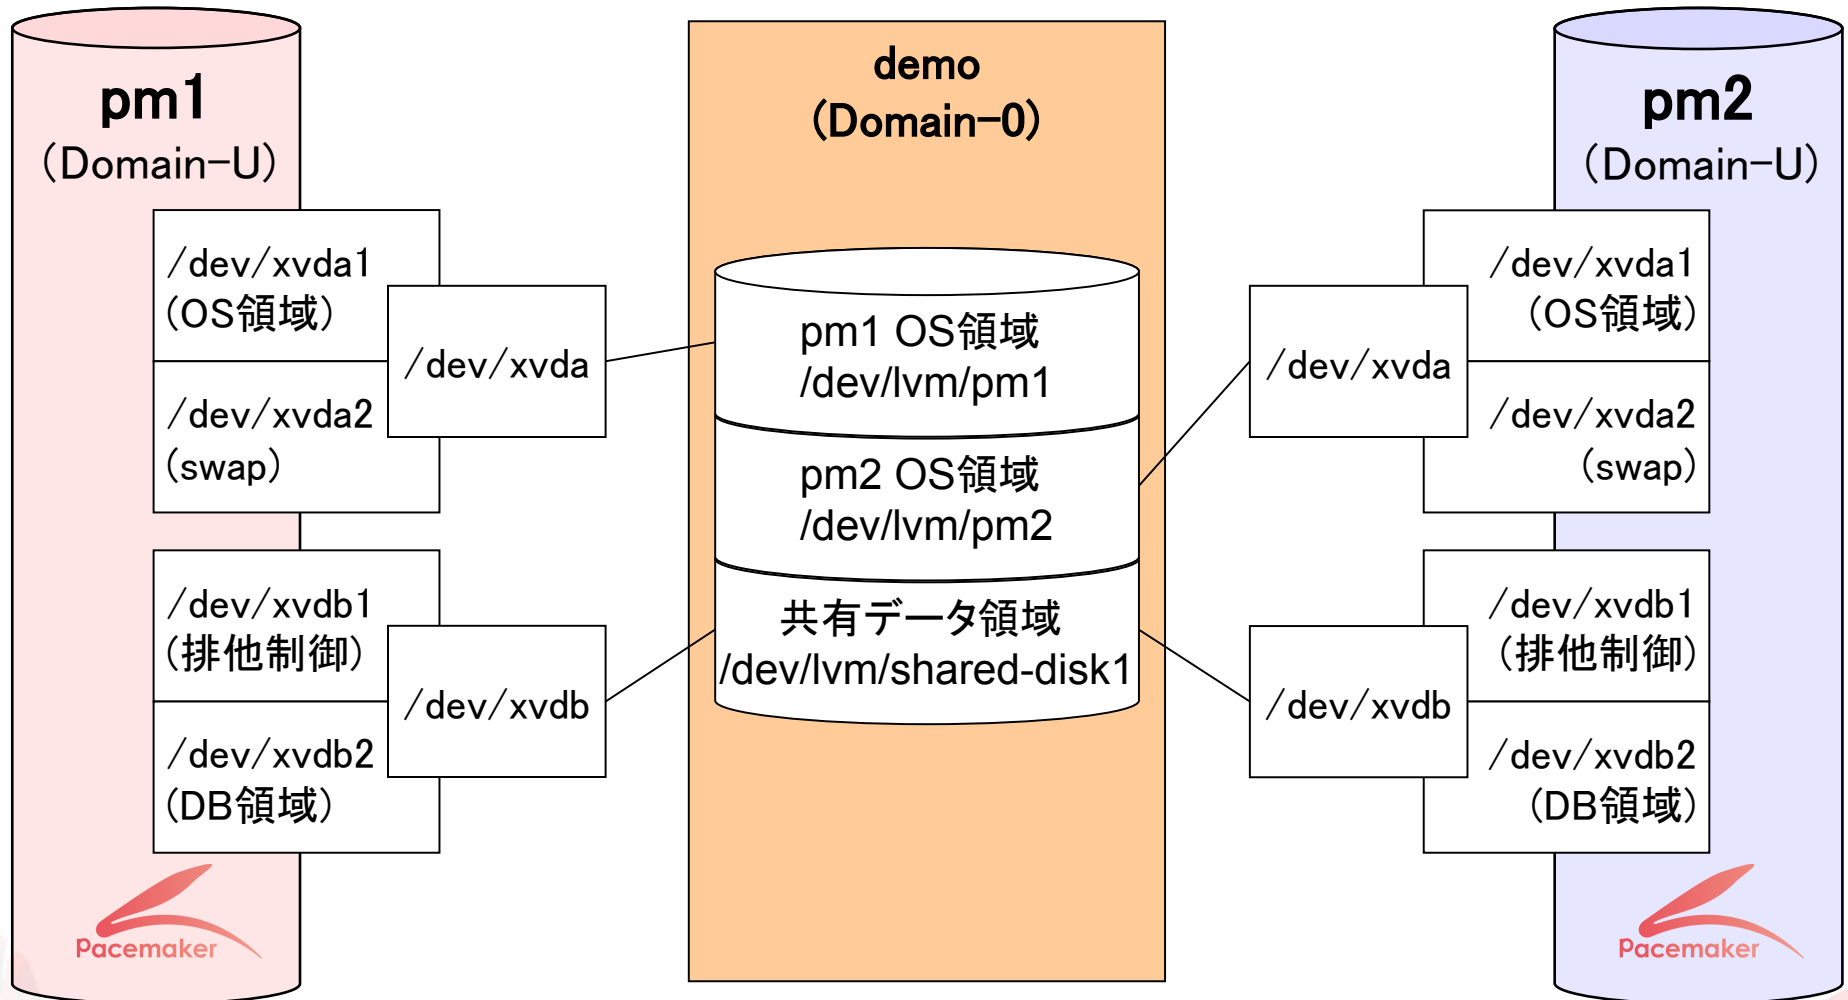 pm1
(Domain-U)
/dev/xvda1
(OS領域)
/dev/xvda2
(swap)
/dev/xvda
/dev/xvdb1
(排他制御)
/dev/xvdb2
(DB領域)
/dev/xvdb
Pacemaker
demo
(Domain-0)
pm1 OS領域
/dev/lvm/pm1
pm2 OS領域
/dev/lvm/pm2
共有データ領域
/dev/lvm/shared-disk1
pm2
(Domain-U)
/dev/xvda1
(OS領域)
/dev/xvda2
(swap)
/dev/xvda
/dev/xvdb1
(排他制御)
/dev/xvdb2
(DB領域)
/dev/xvdb
Pacemaker